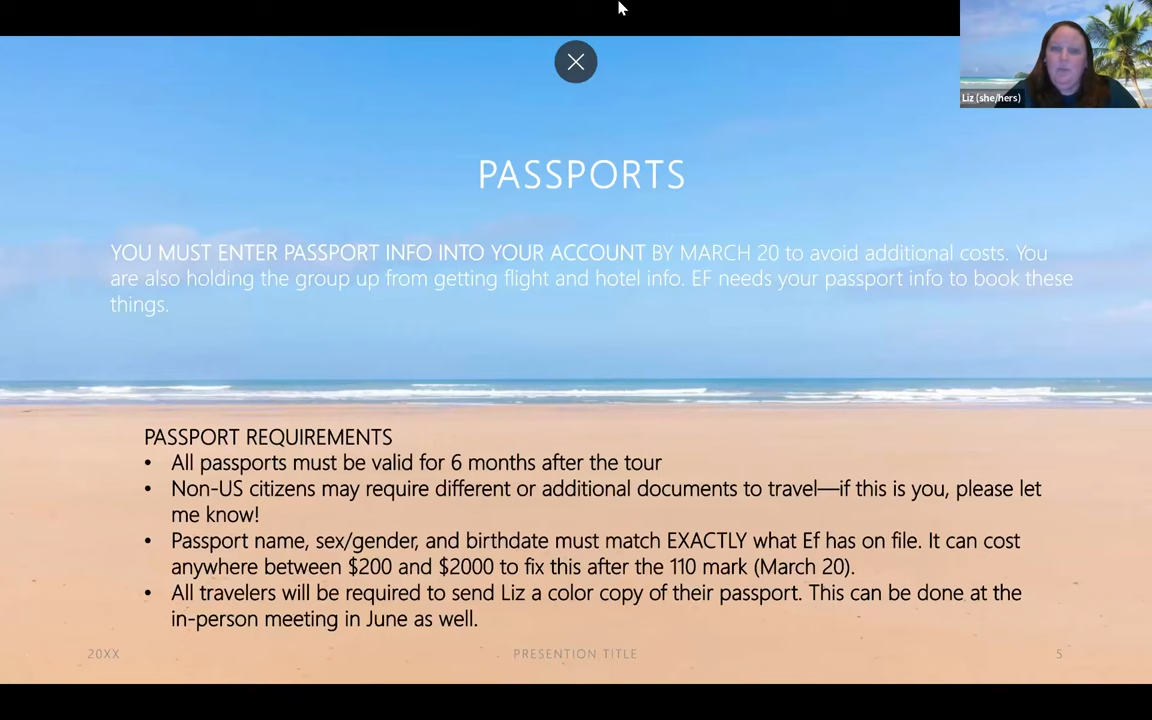 Liz (she/hers)
PASSPORTS
YOU MUST ENTER PASSPORT INFO INTO YOUR ACCOUNT BY MARCH 20 to avoid additional costs. You
are also holding the group up from getting flight and hotel info. EF needs your passport info to book these
things.
PASSPORT REQUIREMENTS
• All passports must be valid for 6 months after the tour
• Non-US citizens may require different or additional documents to travel—if this is you, please let
me know!
• Passport name, sex/gender, and birthdate must match EXACTLY what Ef has on file. It can cost
anywhere between $200 and $2000 to fix this after the 110 mark (March 20).
• All travelers will be required to send Liz a color copy of their passport. This can be done at the
in-person meeting in June as well.
20XX
PRESENTION TITLE
5